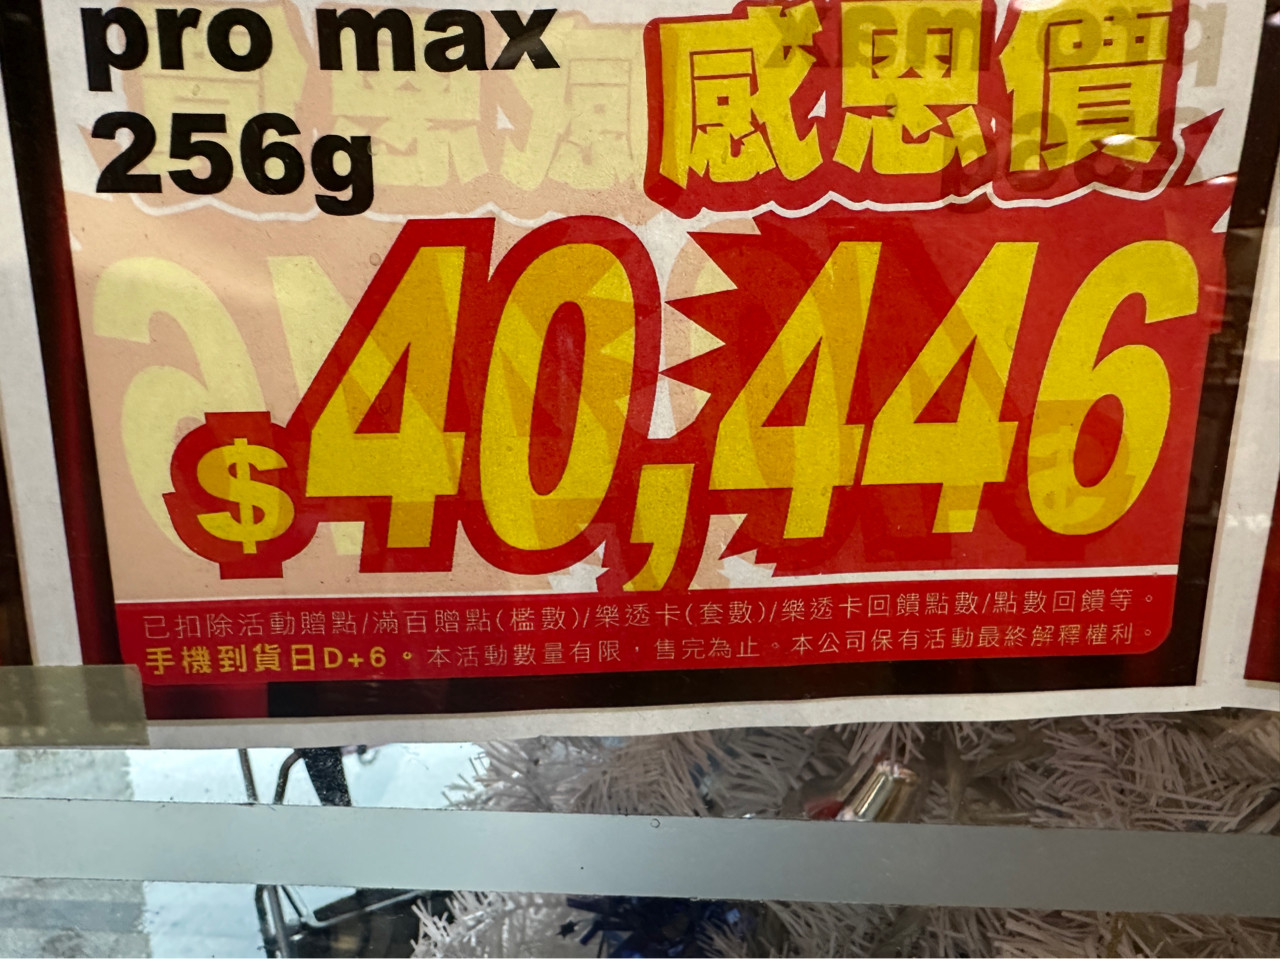 pro max
256g
感恩價
$40,446
已扣除活動贈點/滿百贈點(檻數)/樂透卡(套數)/樂透卡回饋點數/點數回饋等。
手機到貨日D+6。本活動數量有限，售完為止。本公司保有活動最終解釋權利。